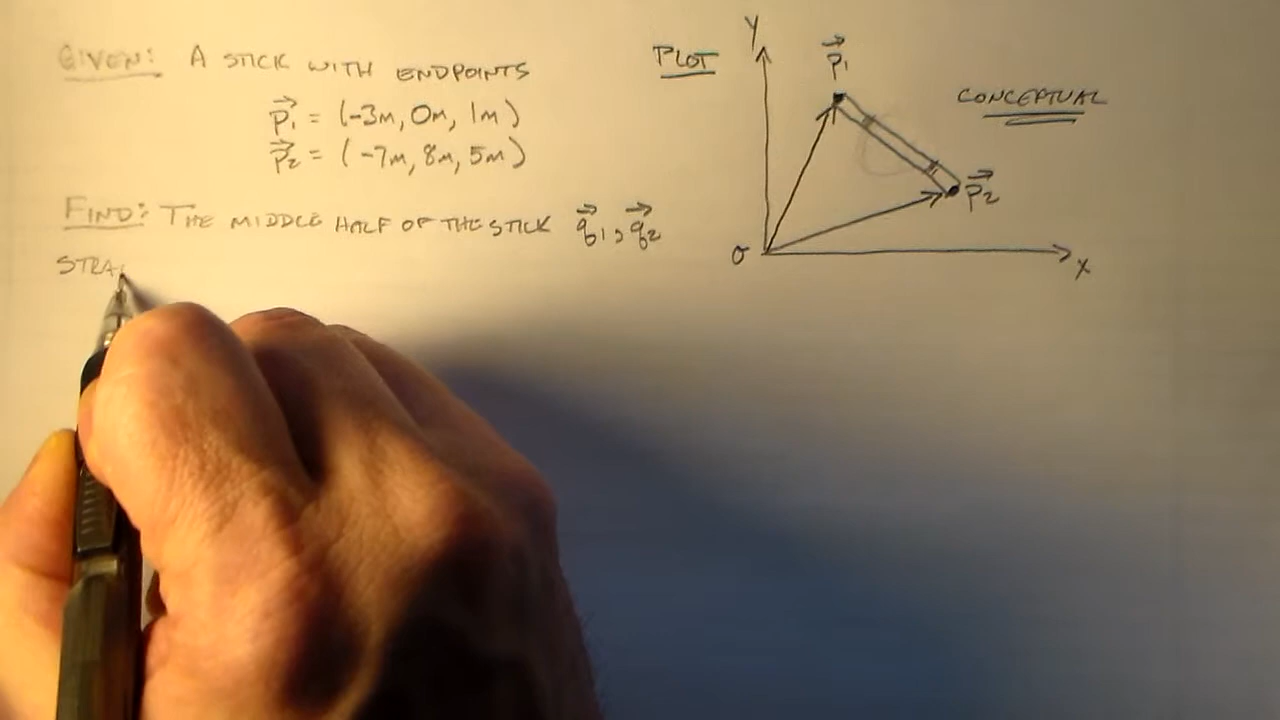 GIVEN: A STICK WITH ENDPOINTS
p⃗1 = (-3m, 0m, 1m)
p⃗2 = (-7m, 8m, 5m)
FIND: THE MIDDLE HALF OF THE STICK q⃗1, q⃗2
STRA
PLOT
Y
p⃗1
CONCEPTUAL
p⃗2
O
X